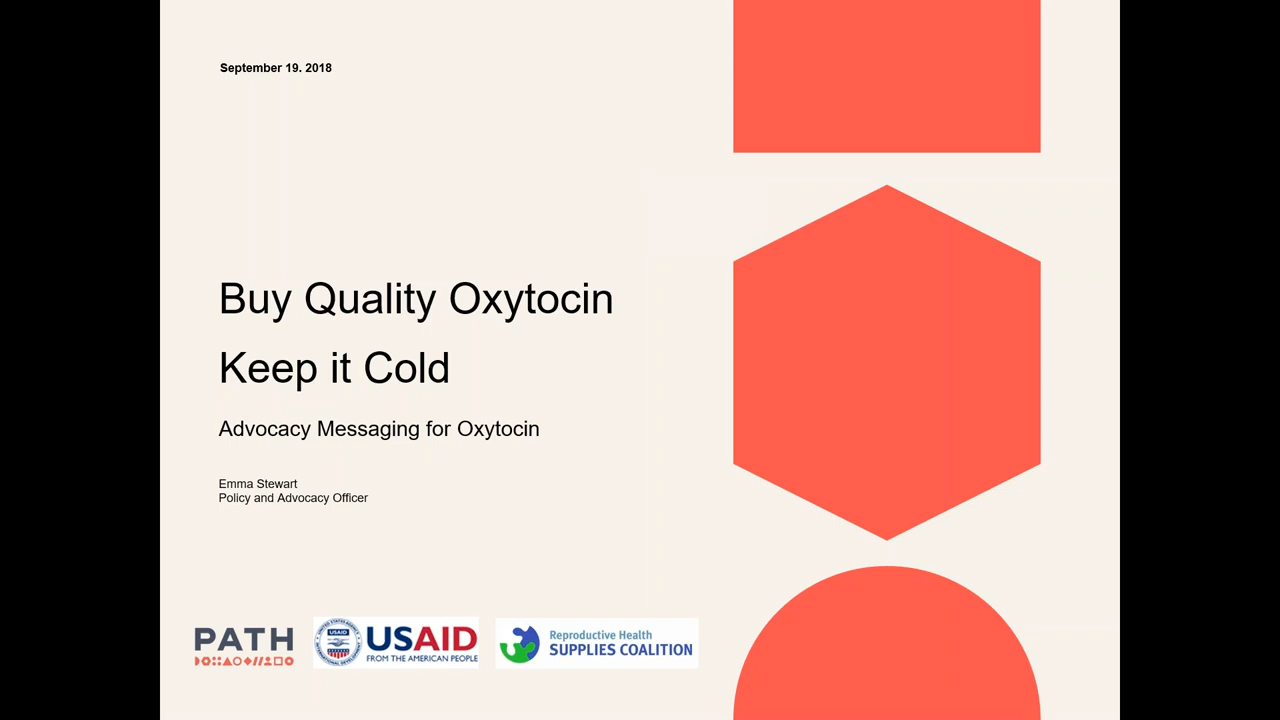 September 19. 2018
Buy Quality Oxytocin
Keep it Cold
Advocacy Messaging for Oxytocin
Emma Stewart
Policy and Advocacy Officer
PATH
USAID
USAID
FROM THE AMERICAN PEOPLE
Reproductive Health
SUPPLIES COALITION